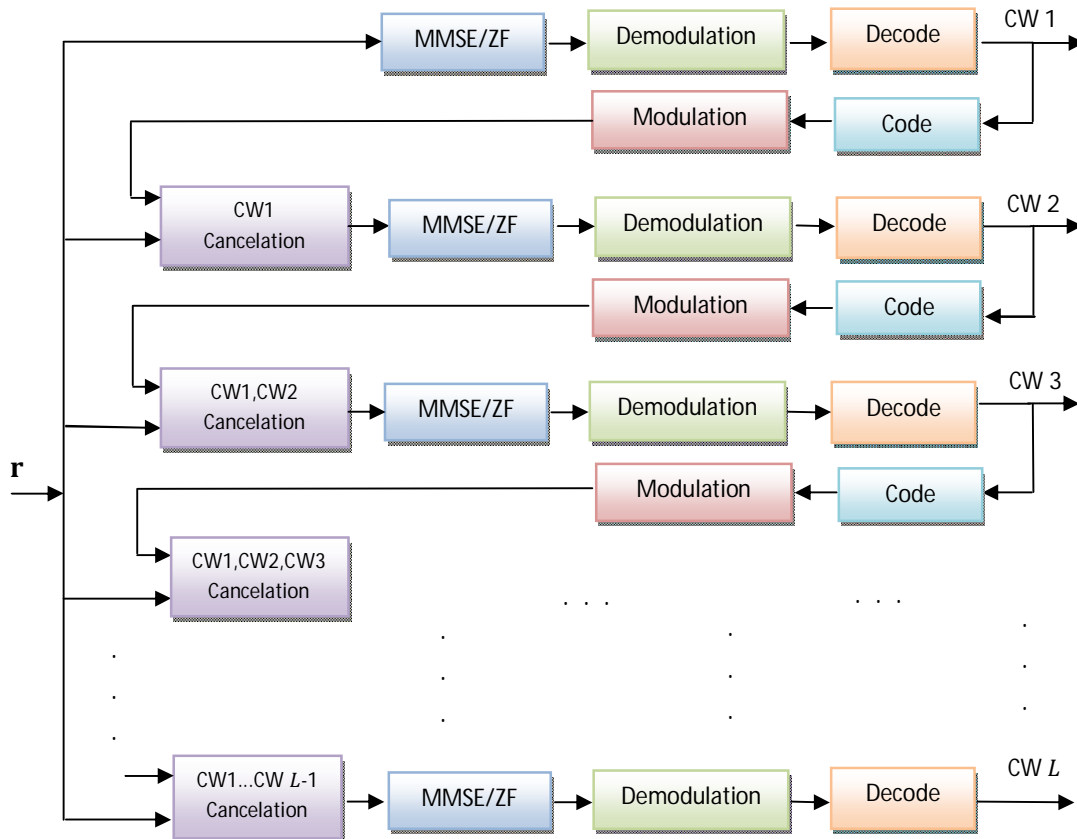 CW 1
MMSE/ZF
Demodulation
Decode
Modulation
Code
CW1
Cancelation
MMSE/ZF
Demodulation
Decode
CW 2
Modulation
Code
CW1,CW2
Cancelation
MMSE/ZF
Demodulation
Decode
CW 3
r
Modulation
Code
CW1,CW2,CW3
Cancelation
. . .
. . .
CW1...CW L-1
Cancelation
MMSE/ZF
Demodulation
Decode
CW L